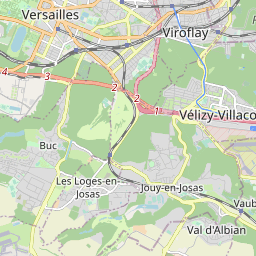 Versailles
Viroflay
4
3
2
2
1
Vélizy-Villaco
Buc
Les Loges-en-
Josas
Jouy-en-Josas
Vaub
Val d'Albian